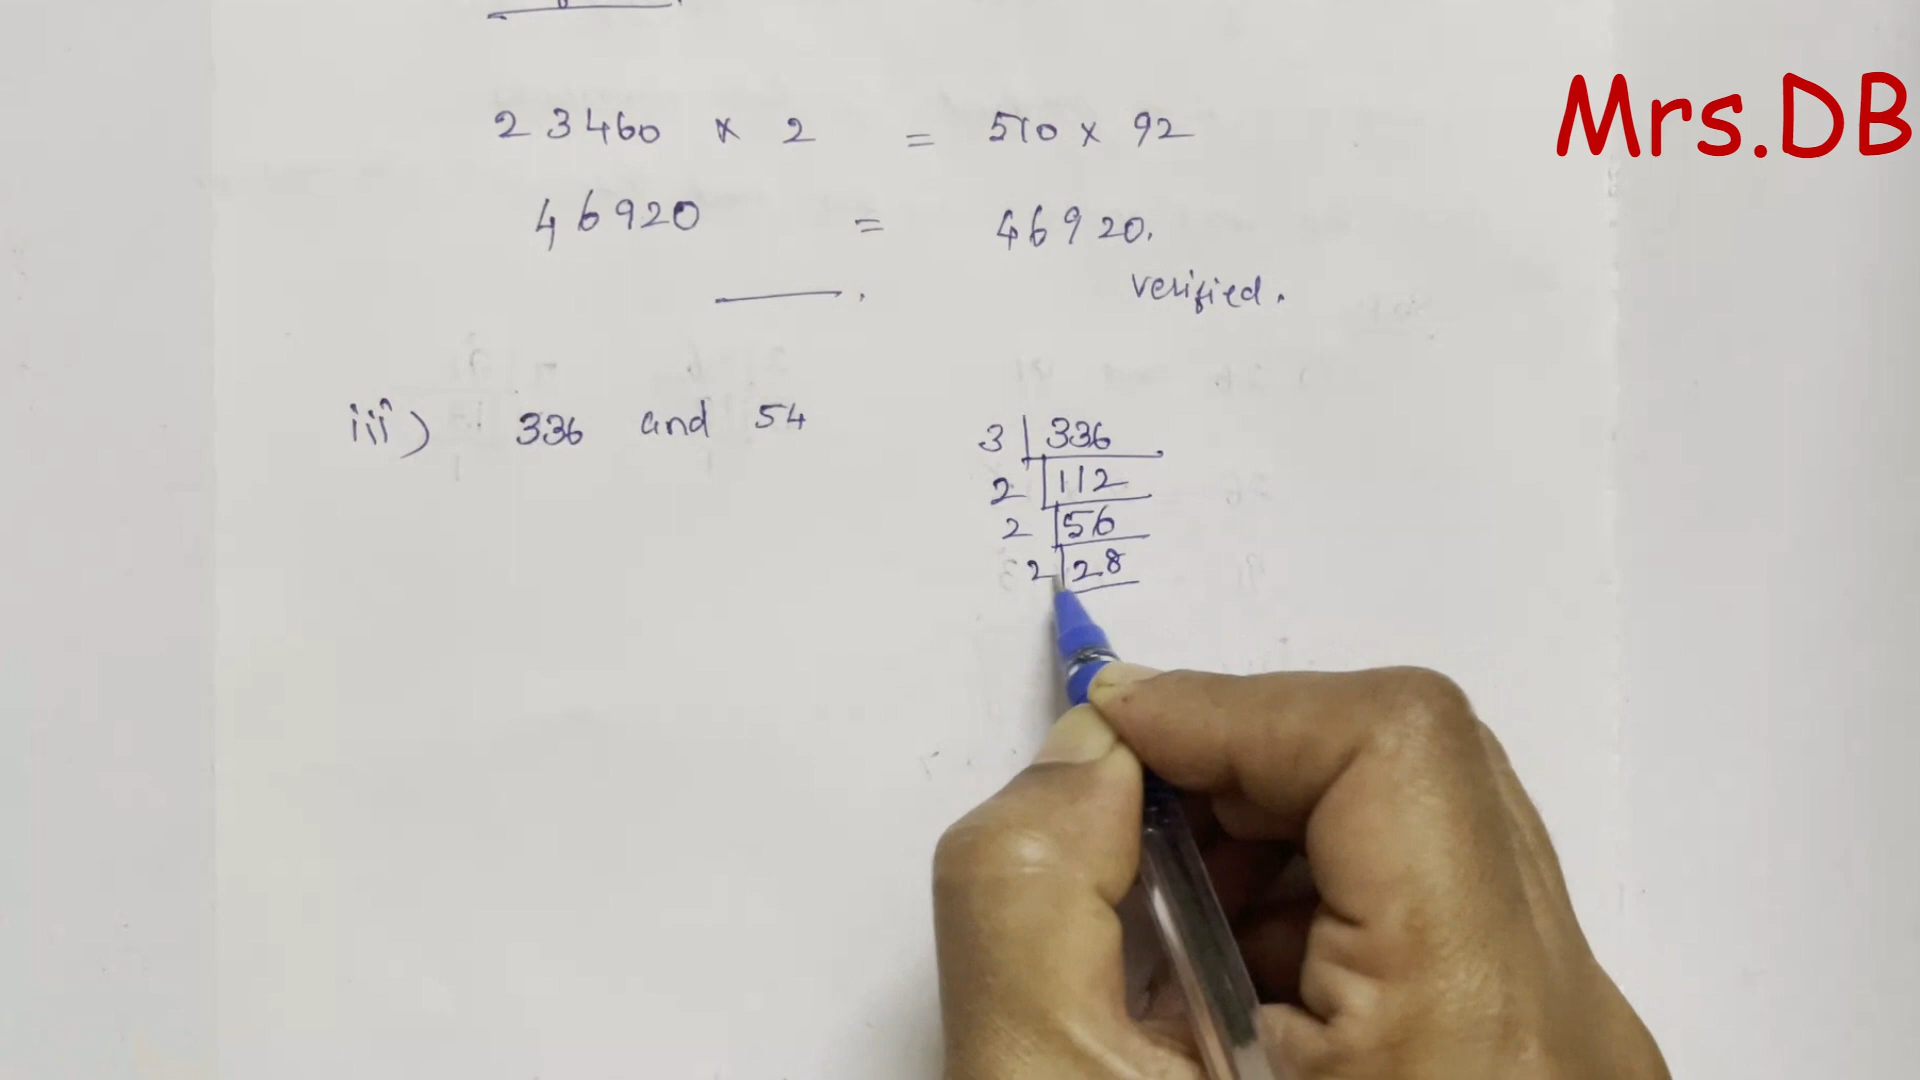 Mrs.DB
23460 × 2 = 510 × 92
46920 = 46920.
verified.
iii) 336 and 54
3 | 336
2 | 112
2 | 56
2 | 28